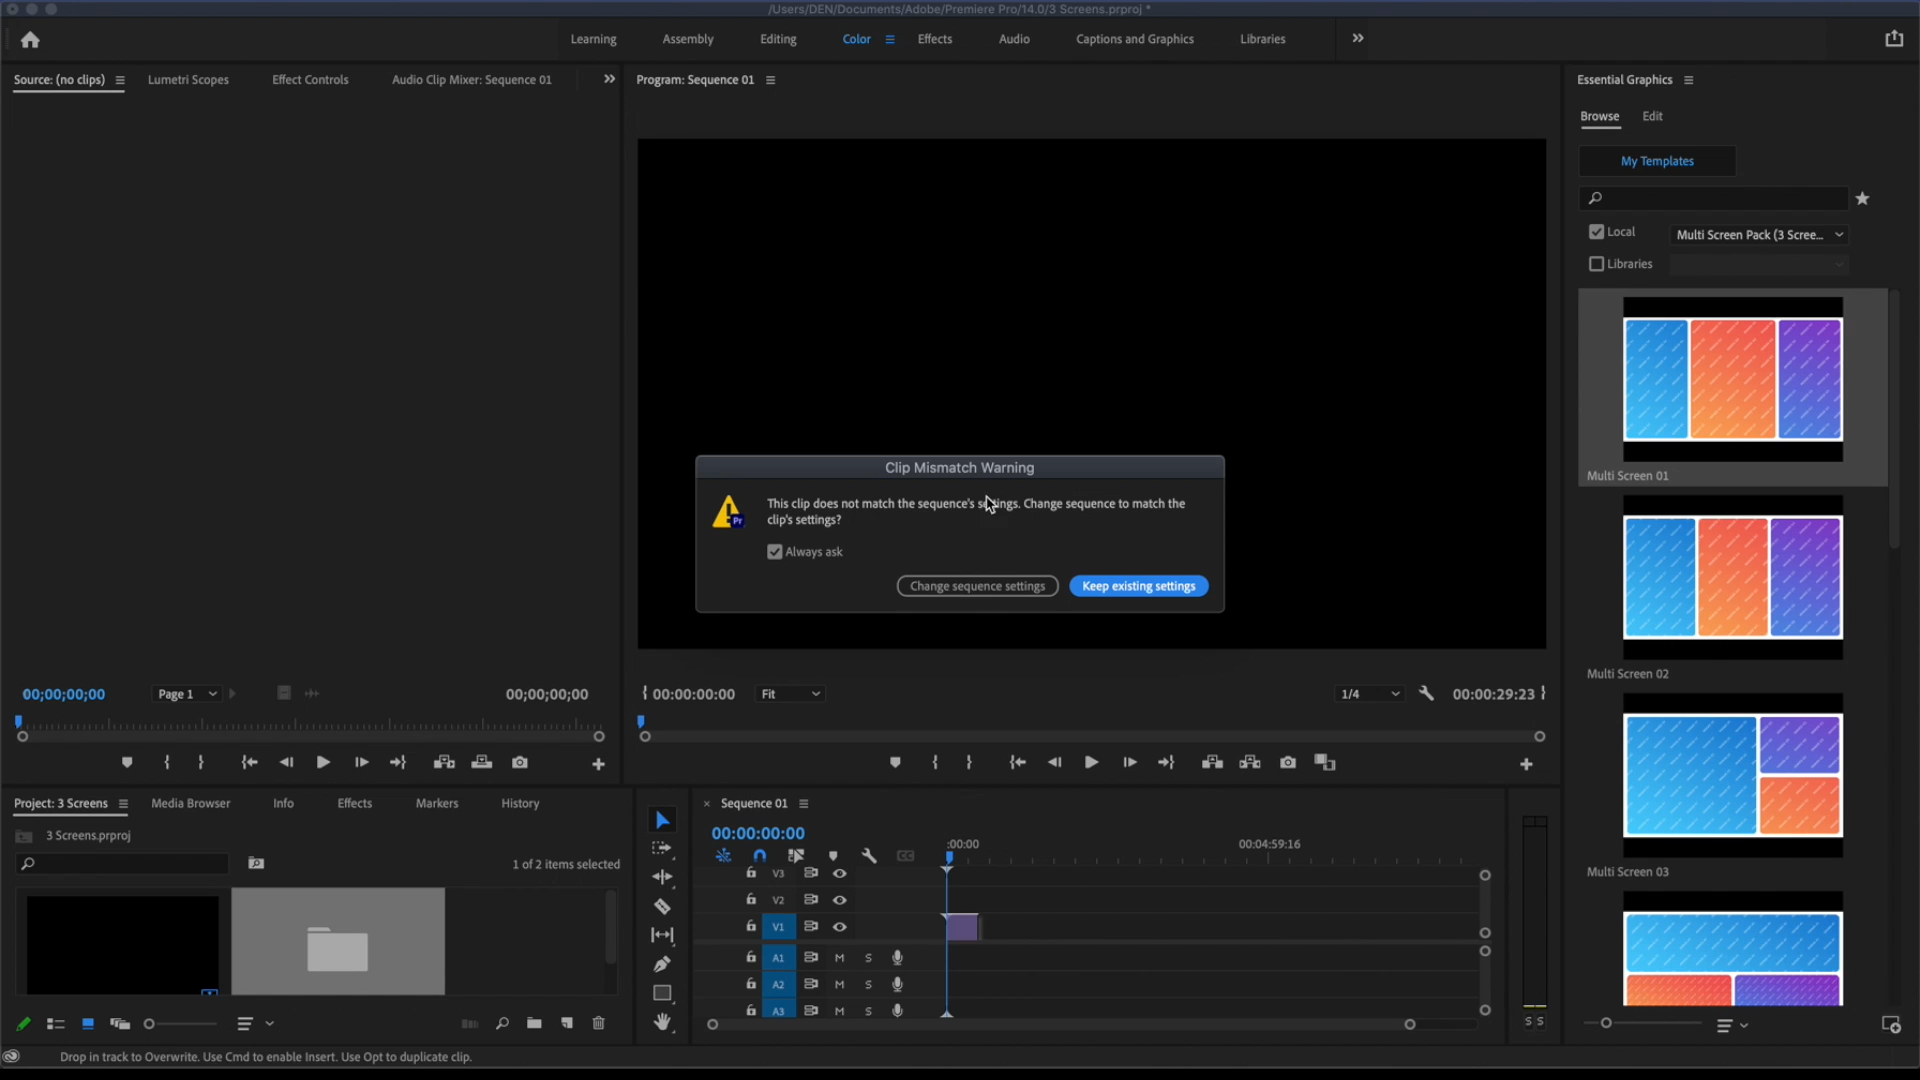 /Users/DEN/Documents/Adobe/Premiere Pro/14.0/3 Screens.prproj *
Learning Assembly Editing Color Effects Audio Captions and Graphics Libraries
Source: (no clips) Lumetri Scopes Effect Controls Audio Clip Mixer: Sequence 01
Program: Sequence 01
Essential Graphics
Browse Edit
My Templates
Local Multi Screen Pack (3 Scree...
Libraries
Multi Screen 01
Multi Screen 02
Multi Screen 03
Clip Mismatch Warning
This clip does not match the sequence's settings. Change sequence to match the
clip's settings?
Pr
Always ask
Change sequence settings Keep existing settings
00;00;00;00 Page 1 00;00;00;00
00:00:00:00 Fit 1/4 00:00:29:23
Project: 3 Screens Media Browser Info Effects Markers History
3 Screens.prproj
1 of 2 items selected
Sequence 01
00:00:00:00
:00:00 00:04:59:16
V3
V2
V1
A1 M S
A2 M S
A3 M S
S S
Drop in track to Overwrite. Use Cmd to enable Insert. Use Opt to duplicate clip.